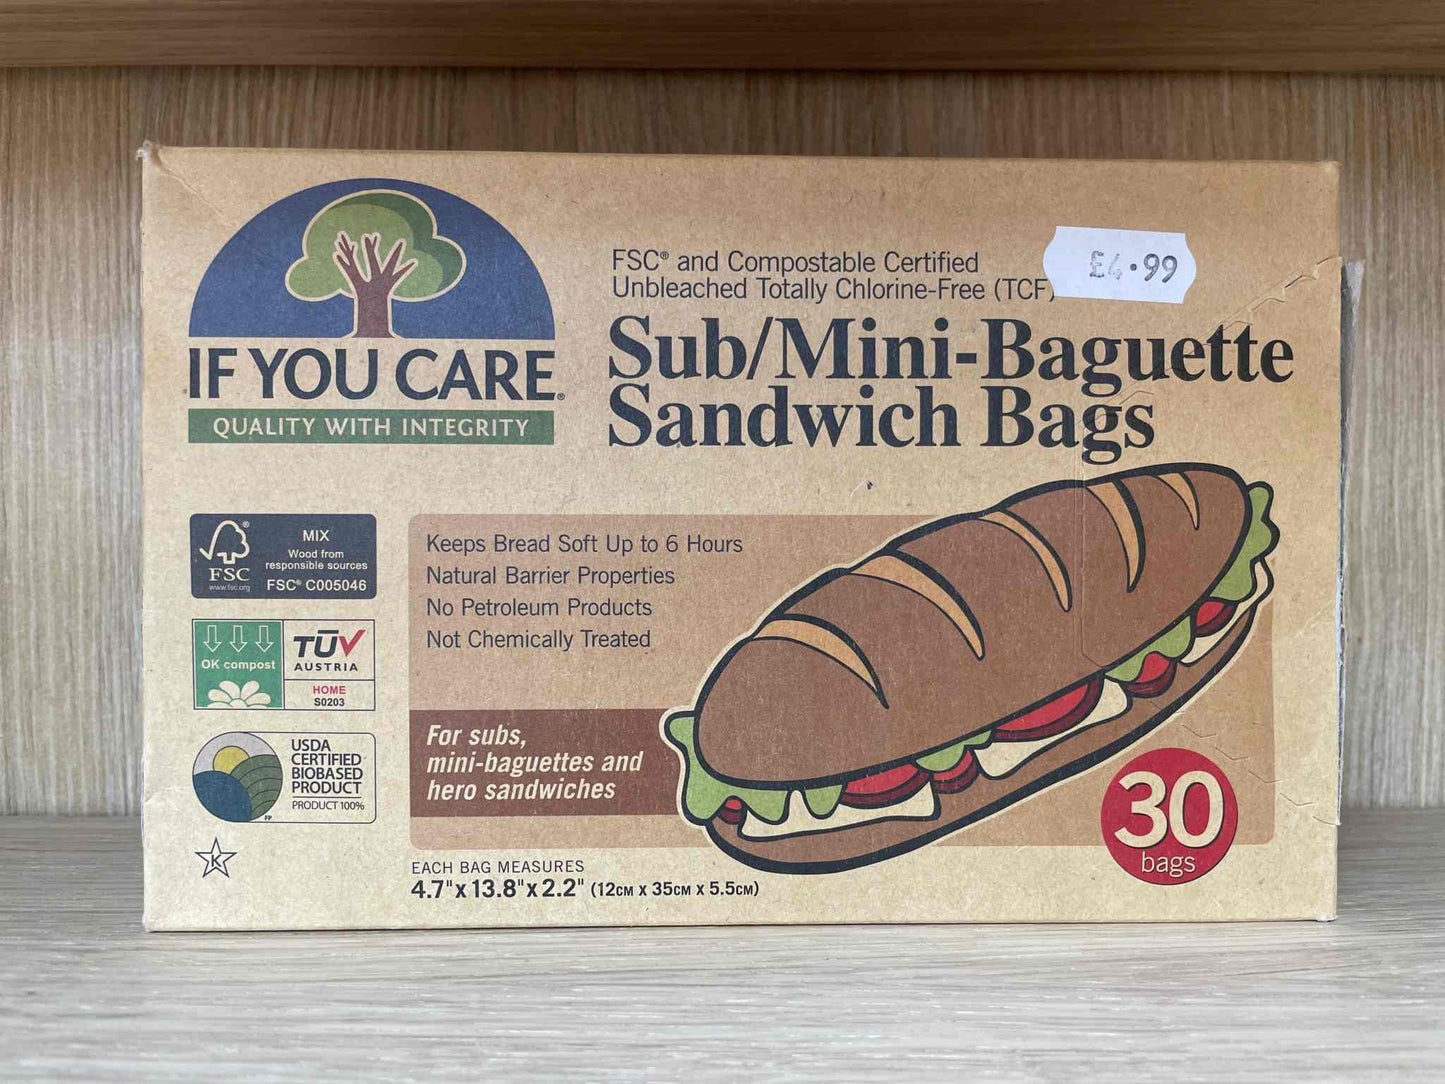 IF YOU CARE®
QUALITY WITH INTEGRITY
FSC® and Compostable Certified
Unbleached Totally Chlorine-Free (TCF)
£4.99
Sub/Mini-Baguette
Sandwich Bags
®
FSC
www.fsc.org
MIX
Wood from
responsible sources
FSC® C005046
OK compost
TÜV
AUSTRIA
HOME
S0203
USDA
CERTIFIED
BIOBASED
PRODUCT
PRODUCT 100%
FP
K
Keeps Bread Soft Up to 6 Hours
Natural Barrier Properties
No Petroleum Products
Not Chemically Treated
For subs,
mini-baguettes and
hero sandwiches
EACH BAG MEASURES
4.7" x 13.8" x 2.2" (12CM x 35CM x 5.5CM)
30
bags